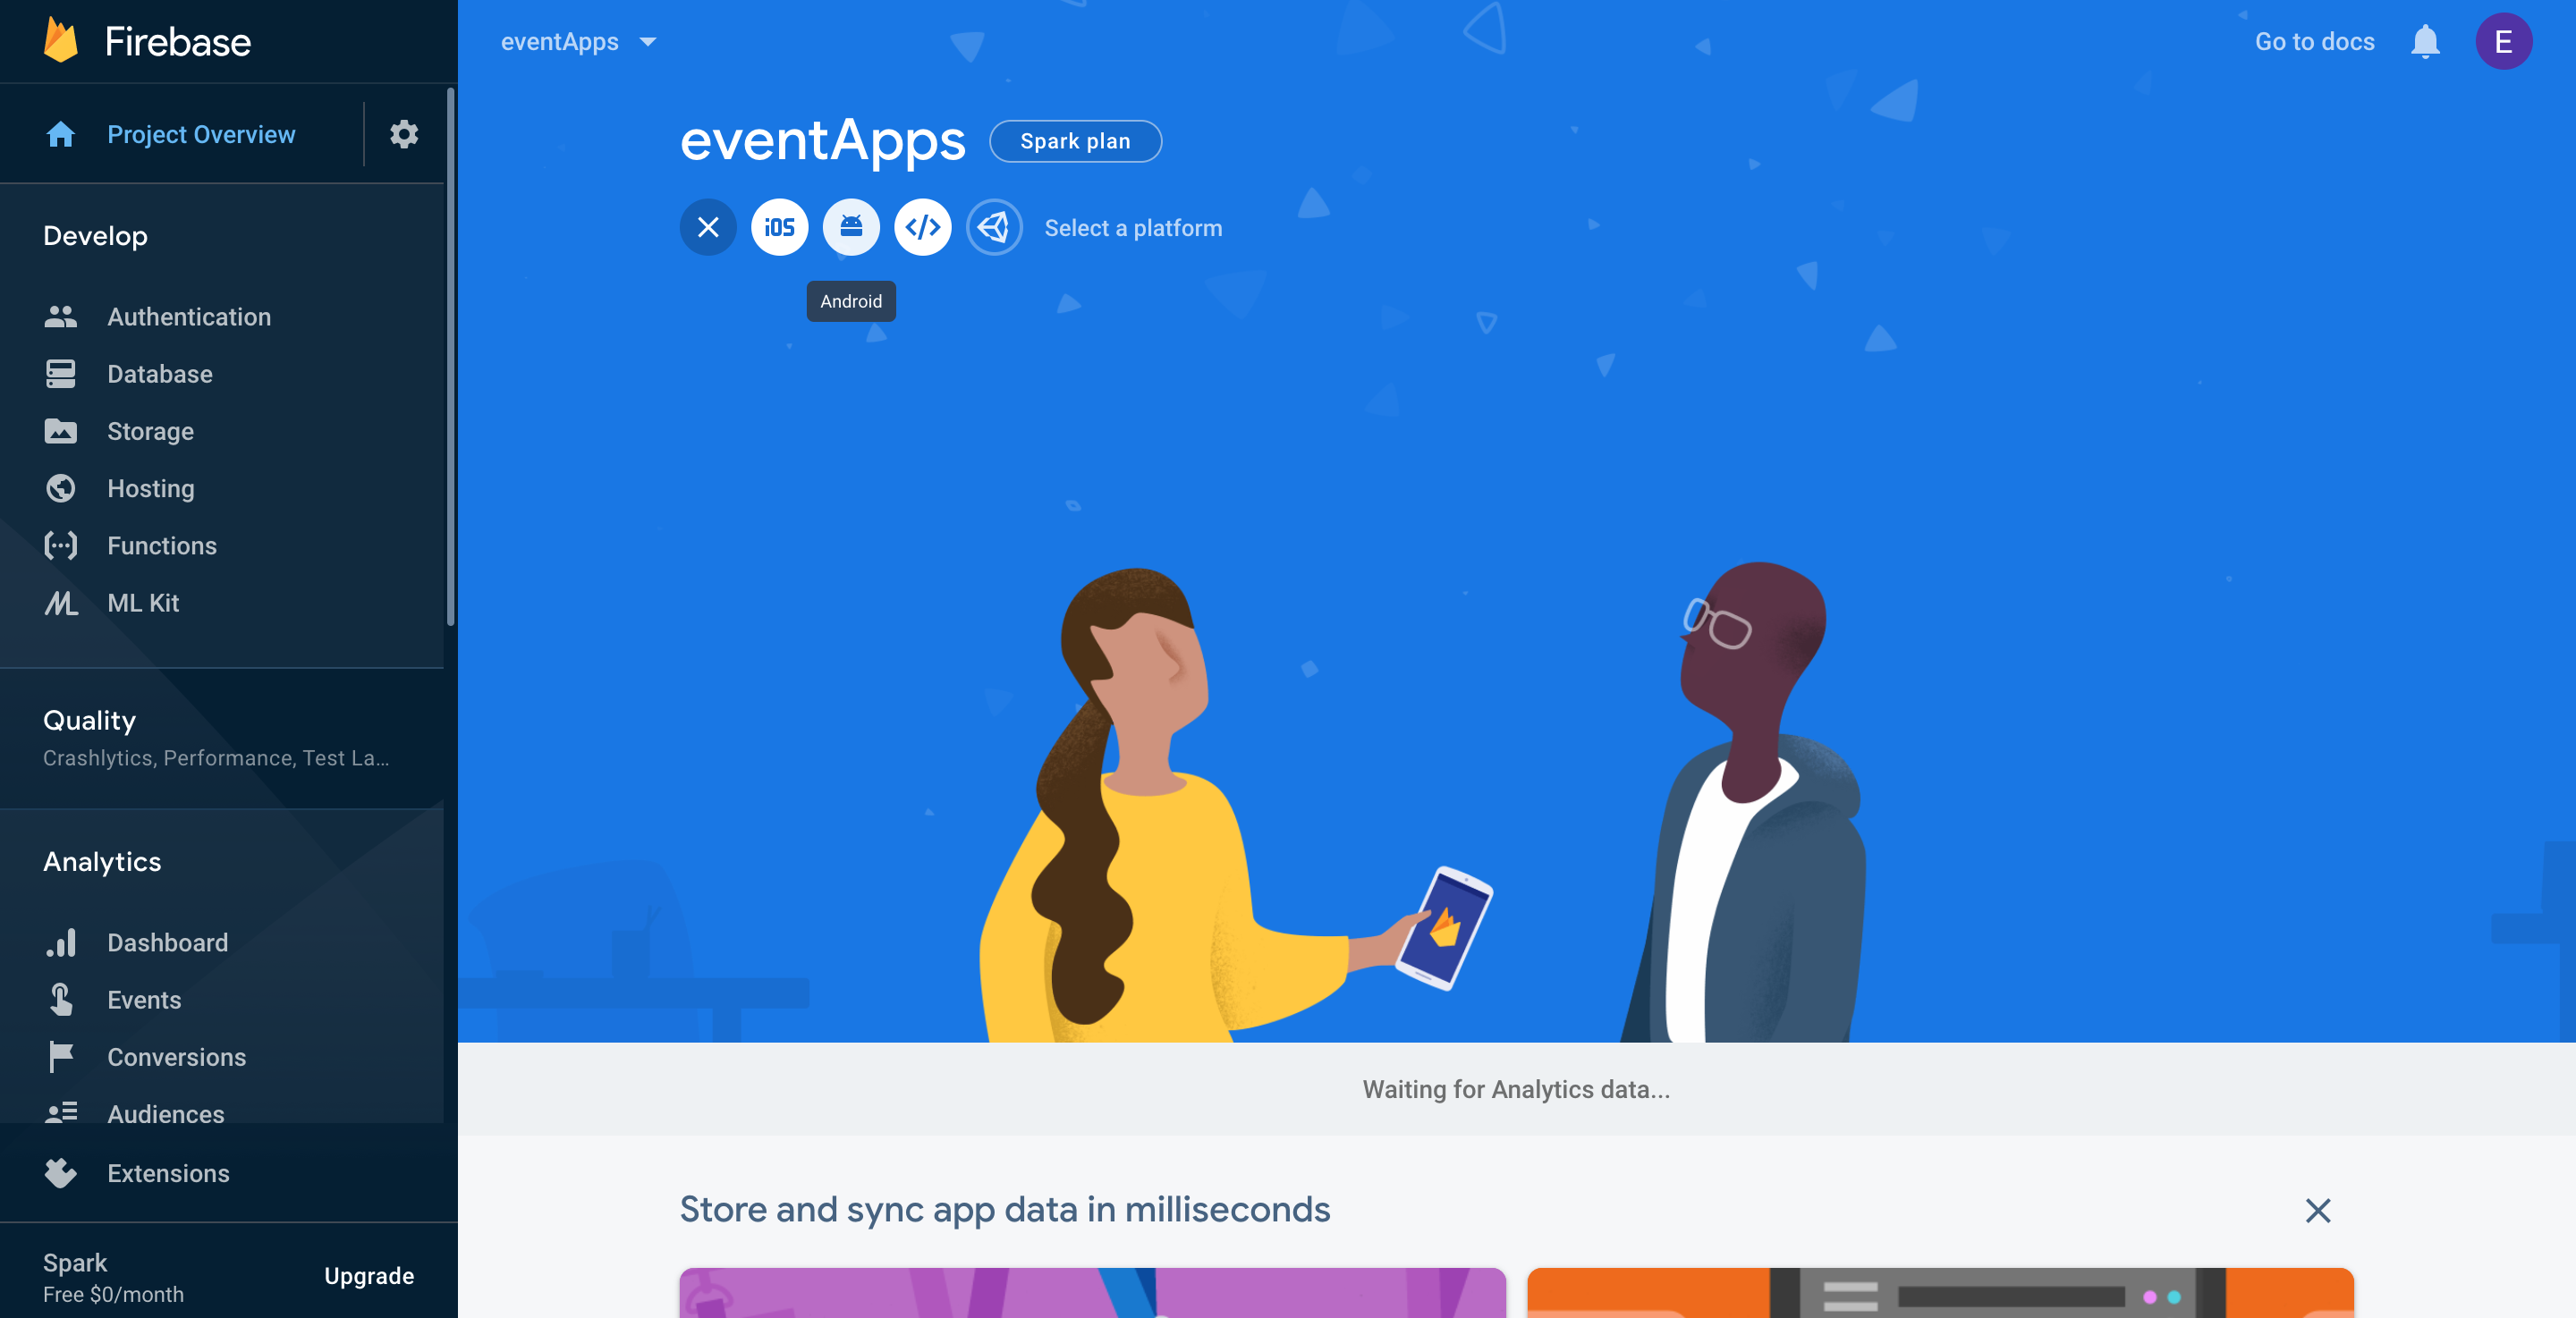 Firebase
Project Overview
Develop
Authentication
Database
Storage
Hosting
Functions
ML Kit
Quality
Crashlytics, Performance, Test La...
Analytics
Dashboard
Events
Conversions
Audiences
Extensions
Spark
Free $0/month
Upgrade
eventApps
Go to docs
E
eventApps
Spark plan
iOS
</>
Select a platform
Android
Waiting for Analytics data...
Store and sync app data in milliseconds